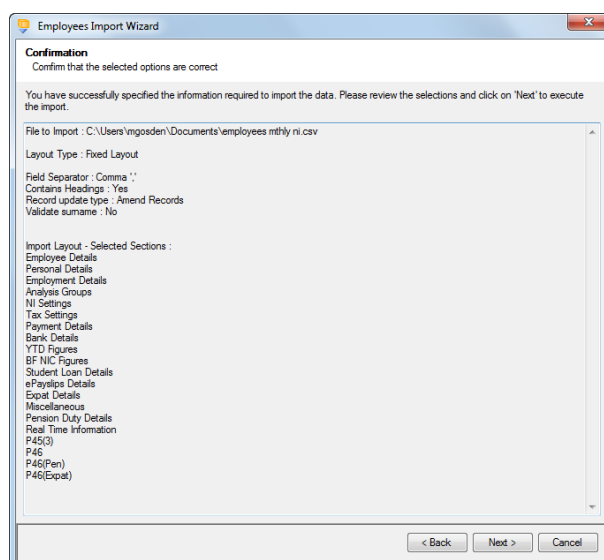 Employees Import Wizard
Confirmation
Comfirm that the selected options are correct
You have successfully specified the information required to import the data. Please review the selections and click on 'Next' to execute
the import.
File to Import : C:\Users\mgosden\Documents\employees mthly ni.csv
Layout Type : Fixed Layout
Field Separator : Comma ','
Contains Headings : Yes
Record update type : Amend Records
Validate surname : No
Import Layout - Selected Sections :
Employee Details
Personal Details
Employment Details
Analysis Groups
NI Settings
Tax Settings
Payment Details
Bank Details
YTD Figures
BF NIC Figures
Student Loan Details
ePayslips Details
Expat Details
Miscellaneous
Pension Duty Details
Real Time Information
P45(3)
P46
P46(Pen)
P46(Expat)
< Back Next > Cancel